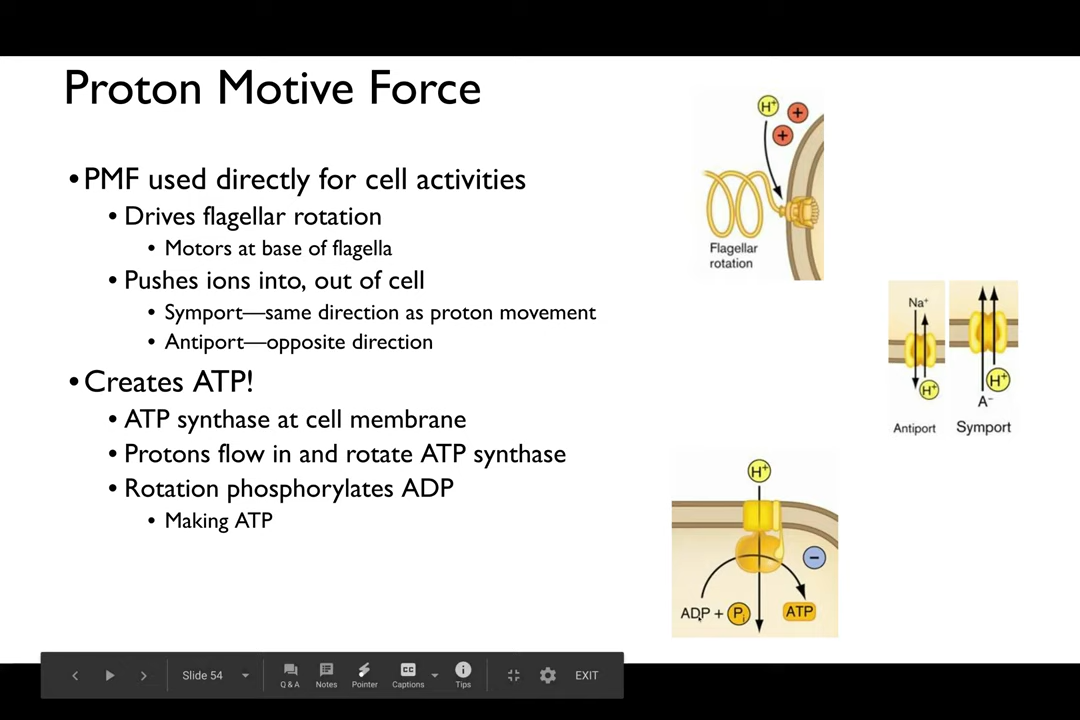 Proton Motive Force
•PMF used directly for cell activities
• Drives flagellar rotation
• Motors at base of flagella
• Pushes ions into, out of cell
• Symport—same direction as proton movement
• Antiport—opposite direction
•Creates ATP!
• ATP synthase at cell membrane
• Protons flow in and rotate ATP synthase
• Rotation phosphorylates ADP
• Making ATP
H⁺ + +
Flagellar
rotation
Na⁺
H⁺ H⁺
A⁻
Antiport Symport
H⁺
−
ADP + Pᵢ ATP
Slide 54
Q & A Notes Pointer CC Captions Tips EXIT